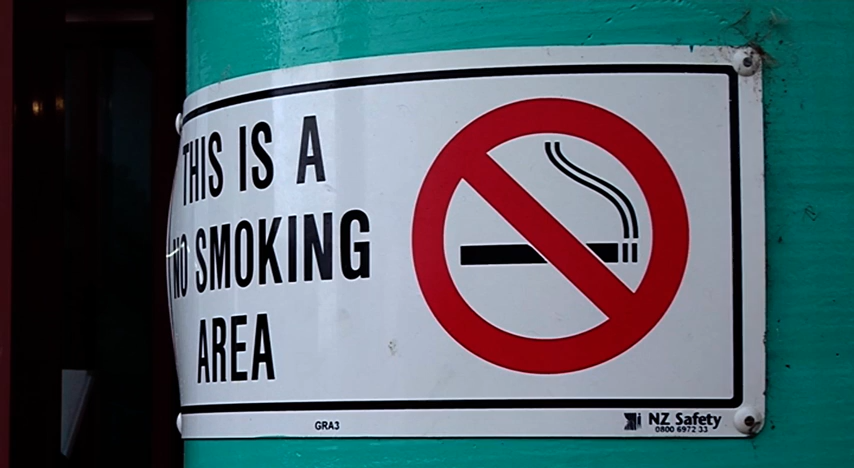 THIS IS A
NO SMOKING
AREA
GRA3
NZ Safety
0800 6972 33